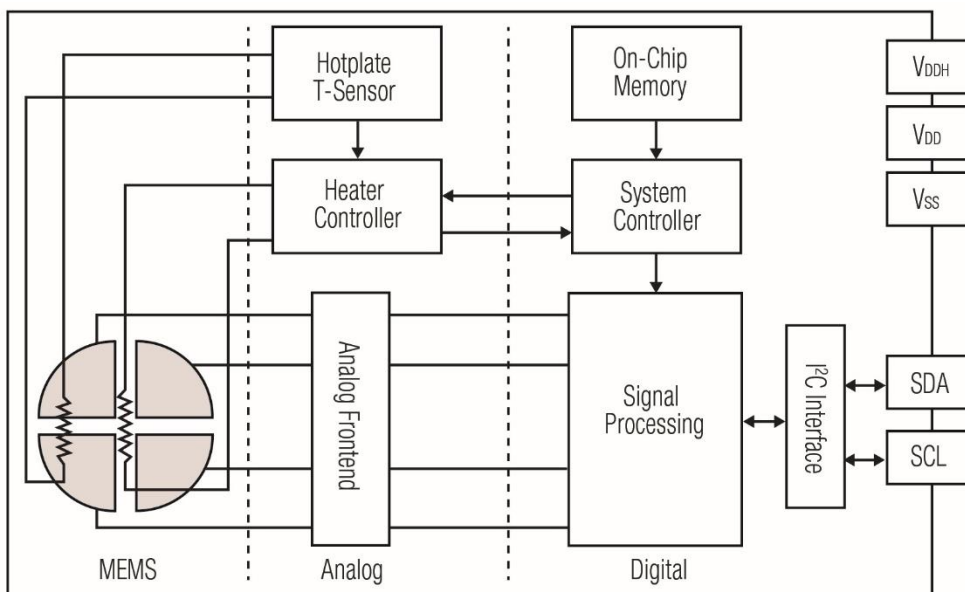 Hotplate
T-Sensor
On-Chip
Memory
VDDH
VDD
VSS
Heater
Controller
System
Controller
Analog Frontend
Signal
Processing
I²C Interface
SDA
SCL
MEMS
Analog
Digital